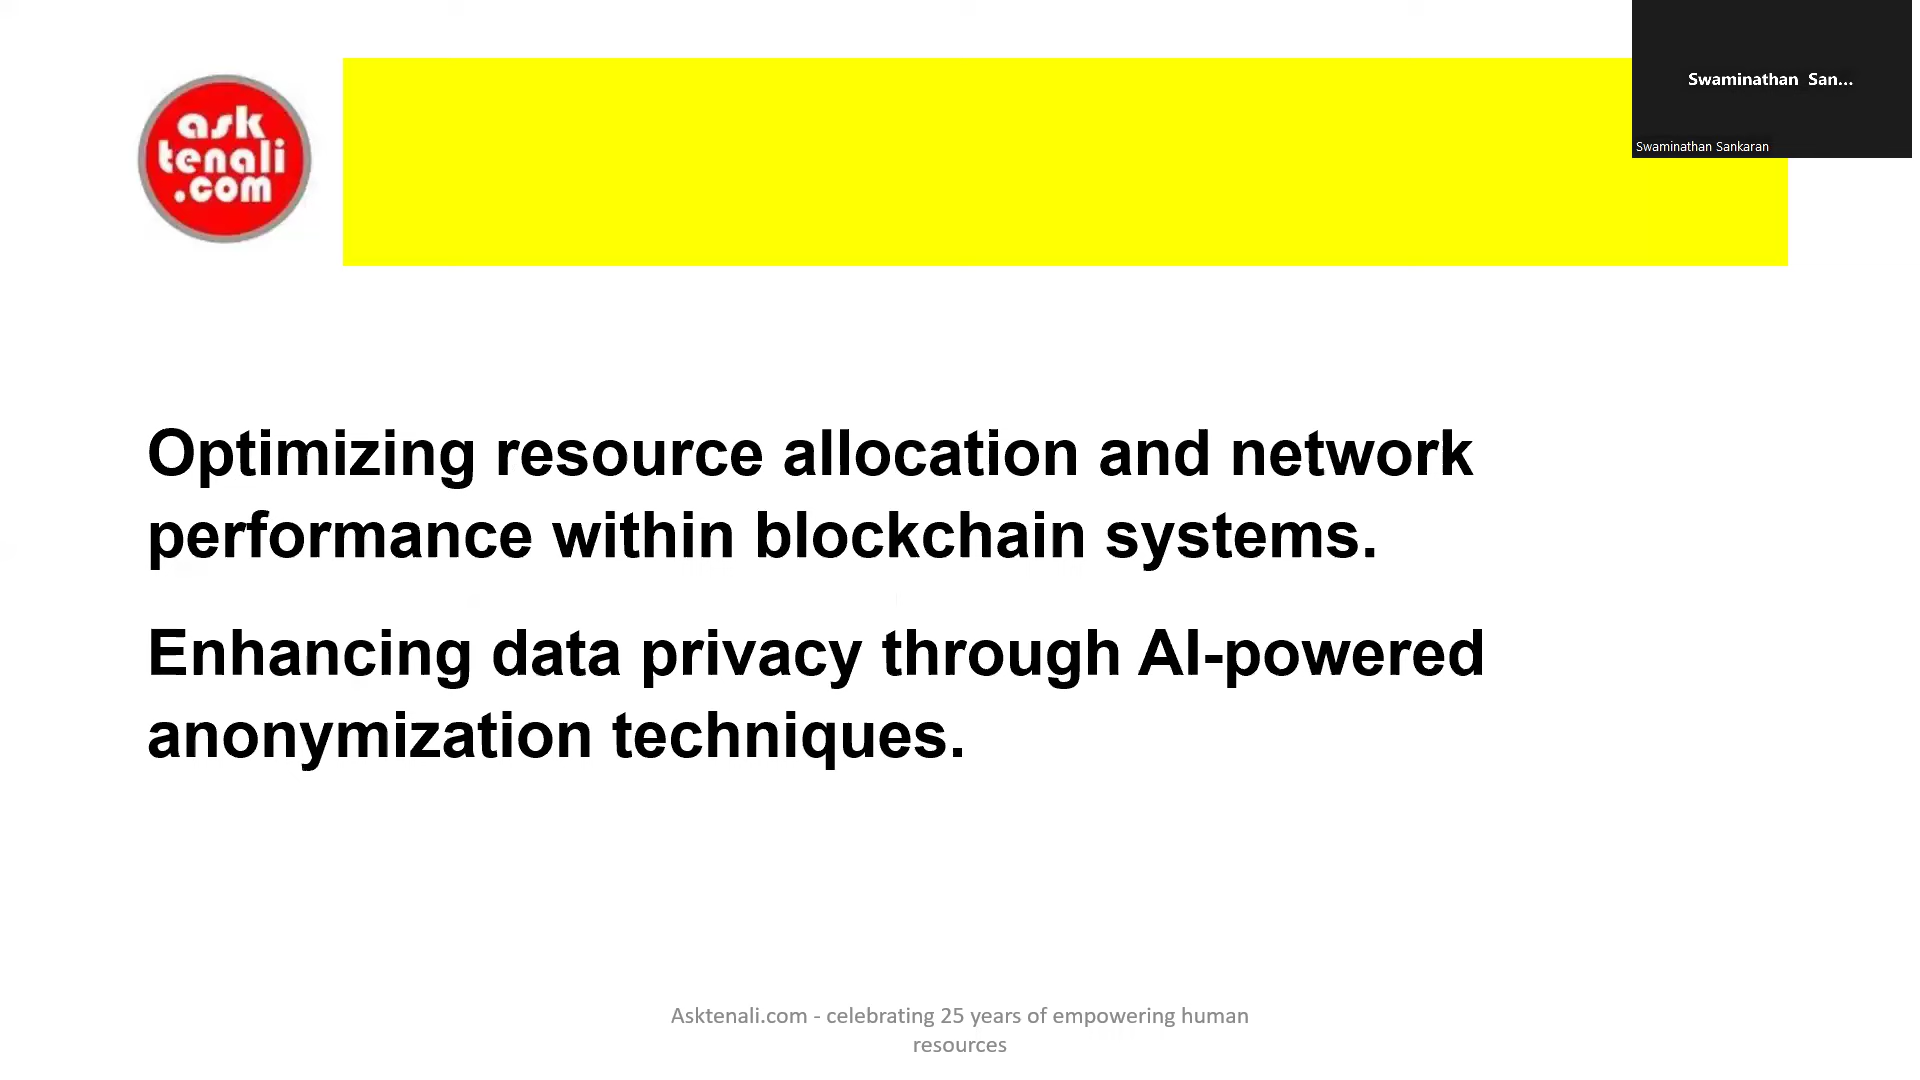 ask
tenali
.com
Swaminathan San...
Swaminathan Sankaran
Optimizing resource allocation and network
performance within blockchain systems.
Enhancing data privacy through AI-powered
anonymization techniques.
Asktenali.com - celebrating 25 years of empowering human
resources